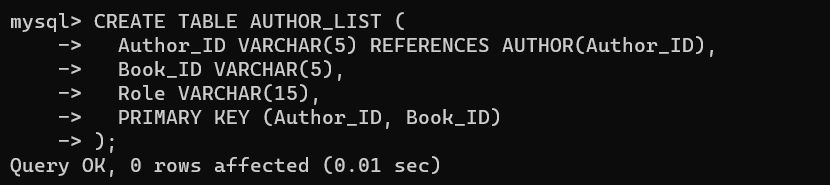 mysql> CREATE TABLE AUTHOR_LIST (
    ->   Author_ID VARCHAR(5) REFERENCES AUTHOR(Author_ID),
    ->   Book_ID VARCHAR(5),
    ->   Role VARCHAR(15),
    ->   PRIMARY KEY (Author_ID, Book_ID)
    -> );
Query OK, 0 rows affected (0.01 sec)